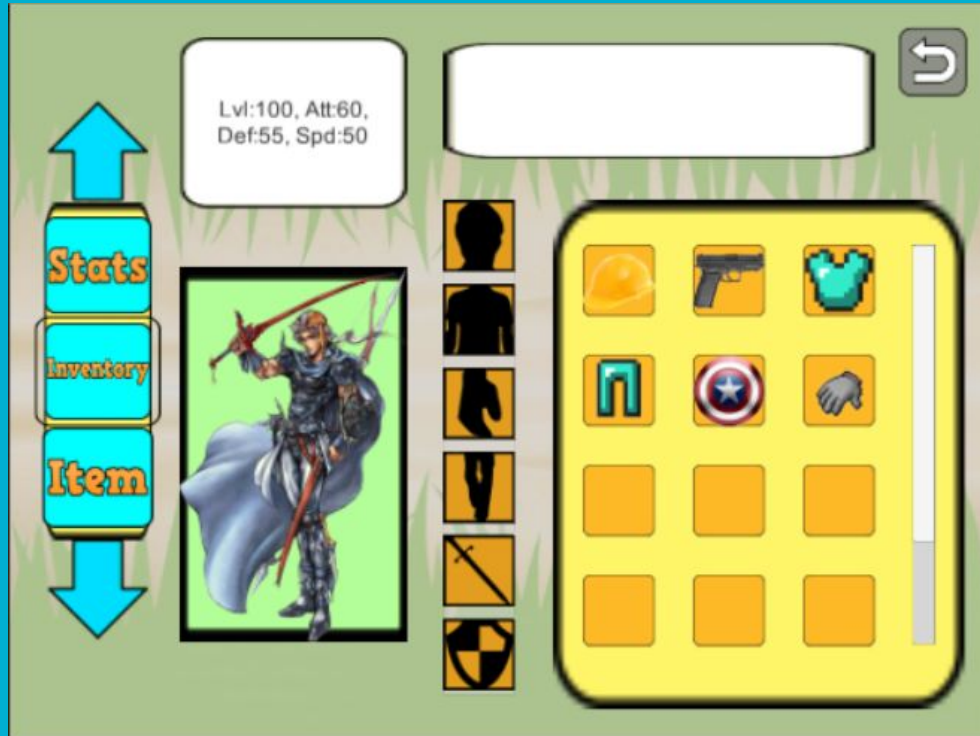 Lvl:100, Att:60,
Def:55, Spd:50
Stats
Inventory
Item